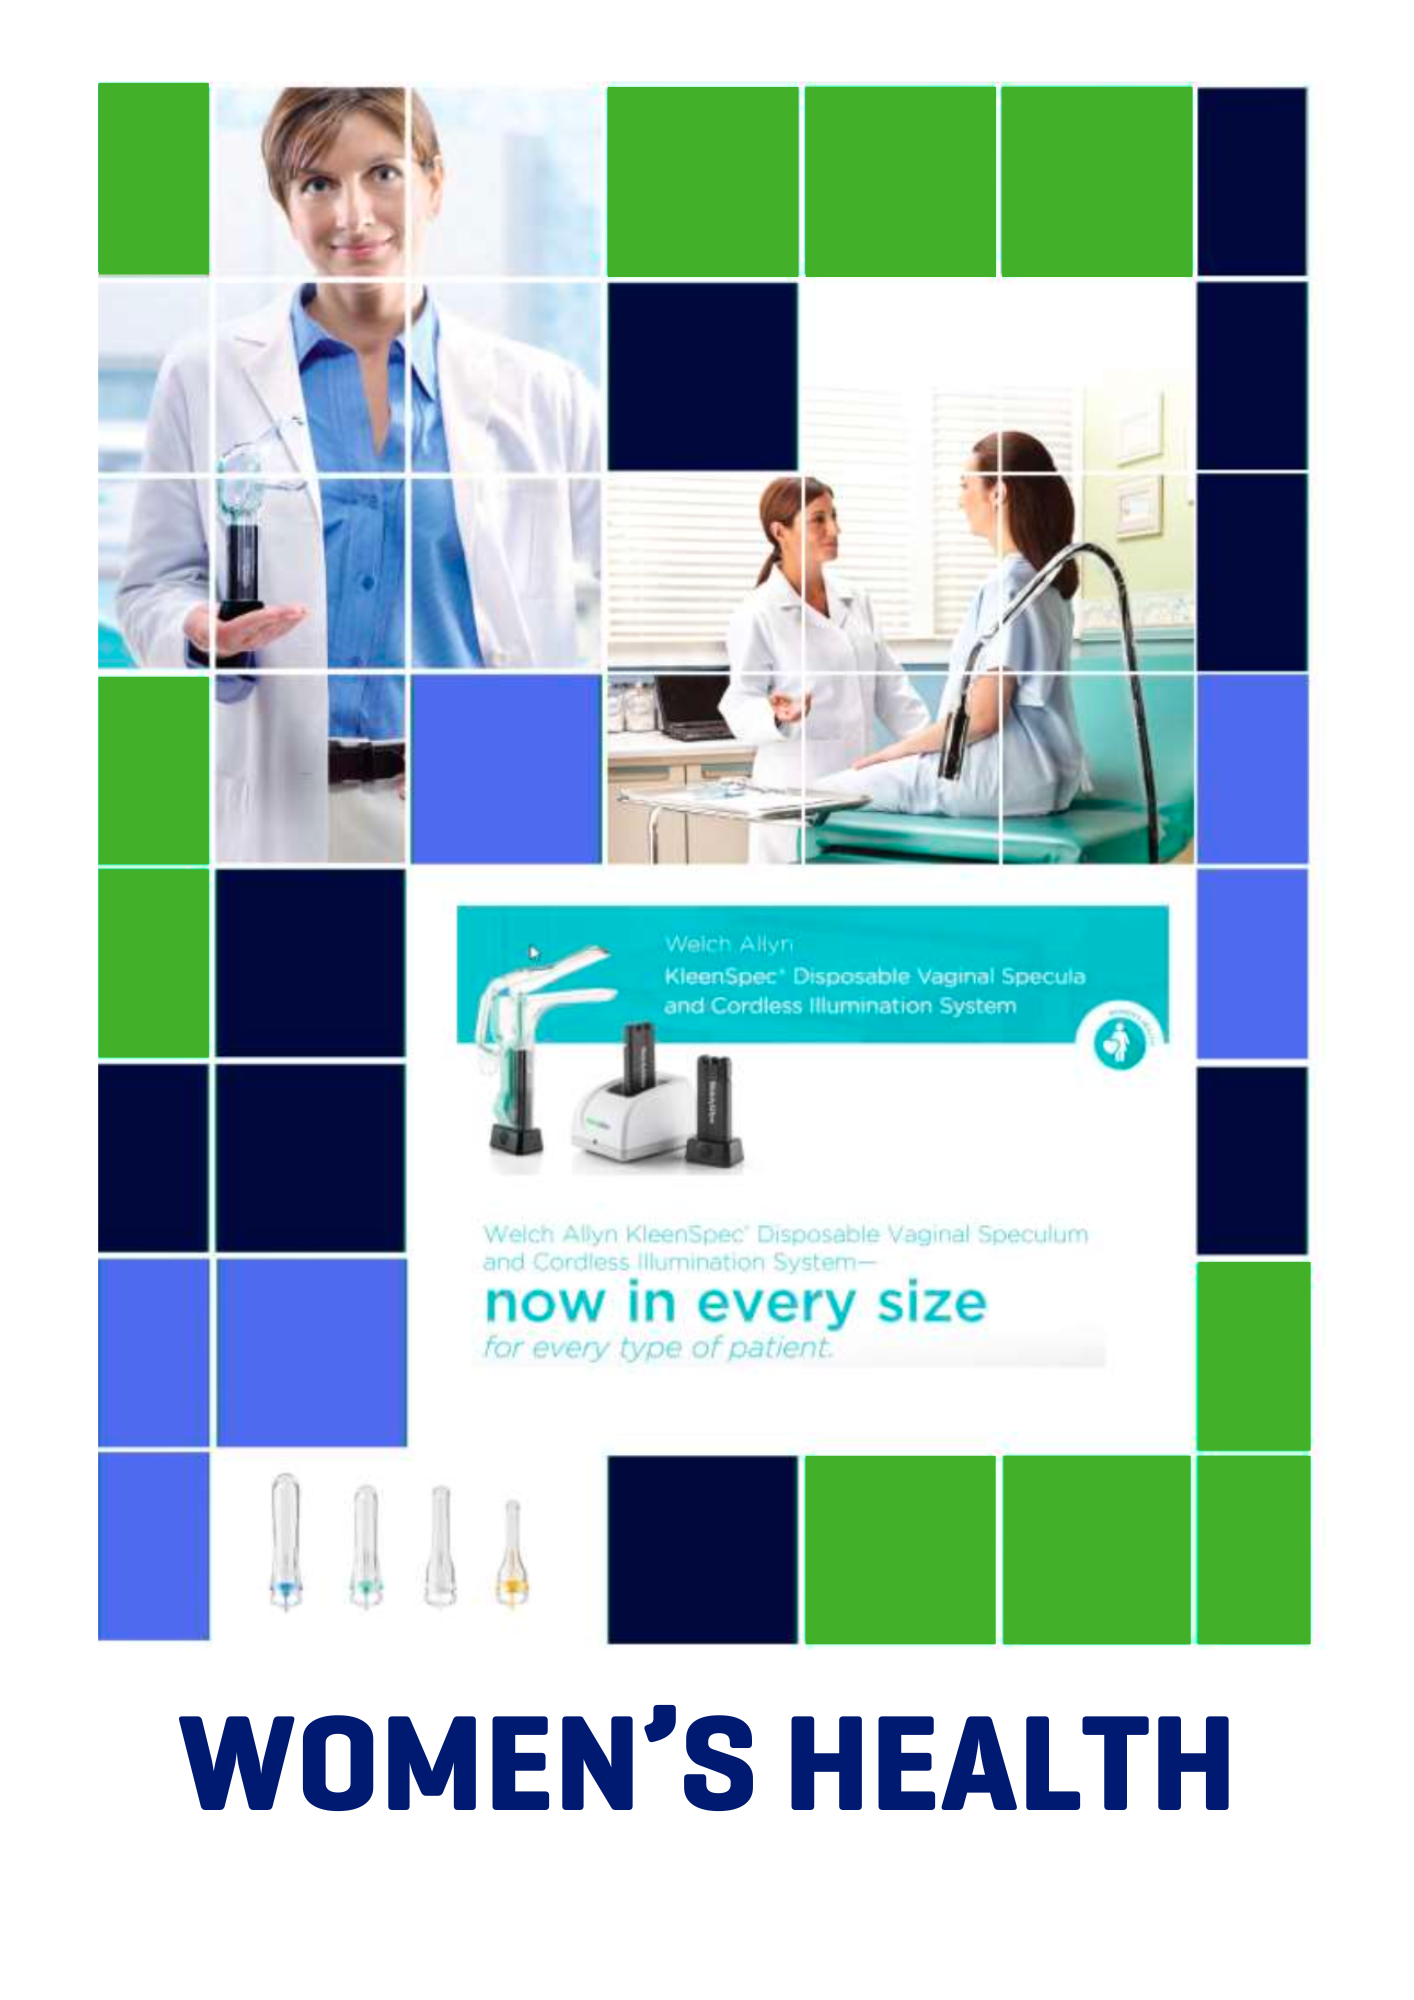 Welch Allyn
KleenSpec® Disposable Vaginal Specula
and Cordless Illumination System
Welch Allyn KleenSpec® Disposable Vaginal Speculum
and Cordless Illumination System—
now in every size
for every type of patient.
WOMEN’S HEALTH